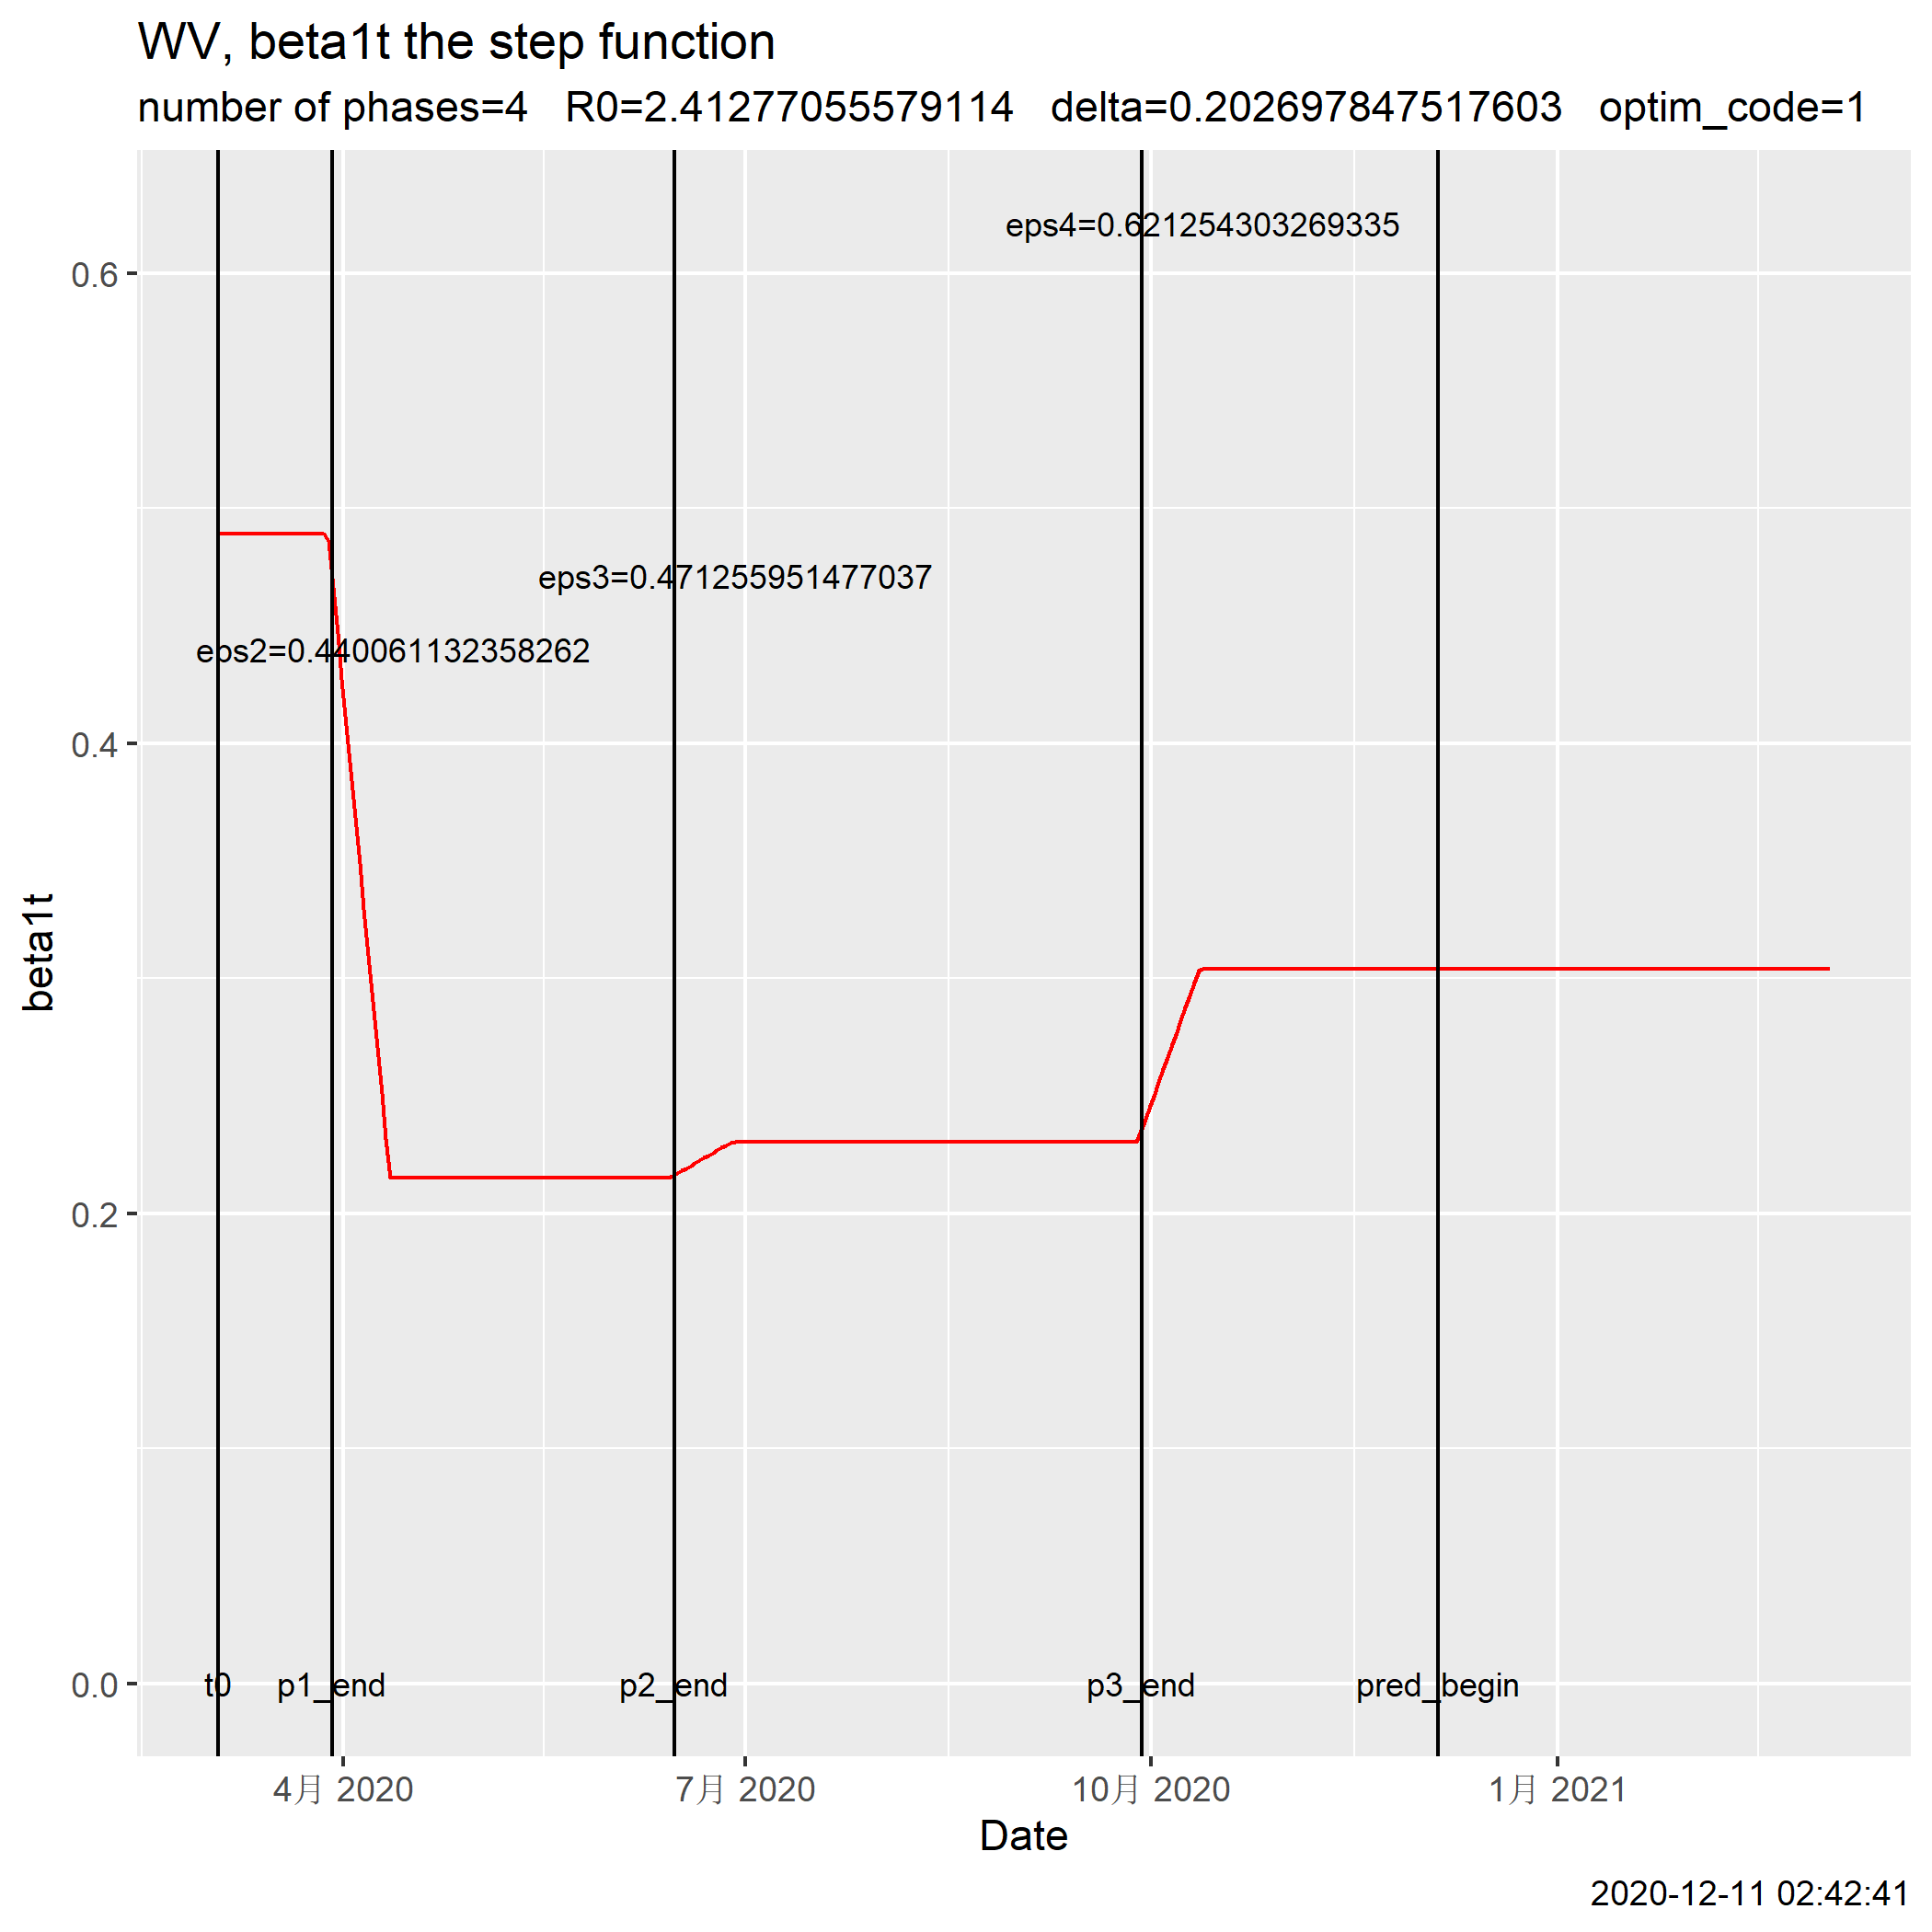 WV, beta1t the step function
number of phases=4   R0=2.41277055579114   delta=0.202697847517603   optim_code=1
eps4=0.621254303269335
0.6
eps3=0.471255951477037
eps2=0.440061132358262
0.4
beta1t
0.2
0.0
t0
p1_end
p2_end
p3_end
pred_begin
4月 2020
7月 2020
10月 2020
1月 2021
Date
2020-12-11 02:42:41